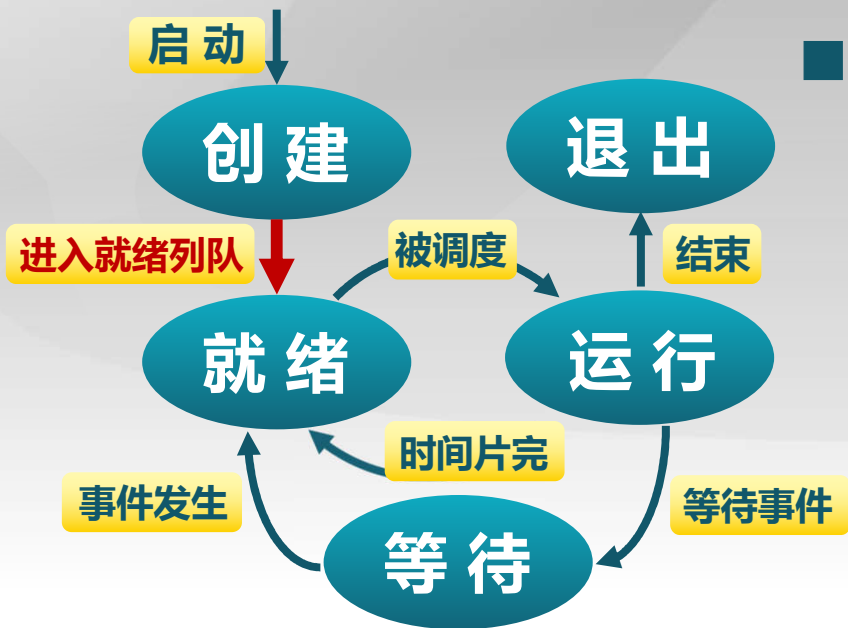 启动
创建
退出
进入就绪列队
被调度
结束
就绪
运行
时间片完
事件发生
等待事件
等待